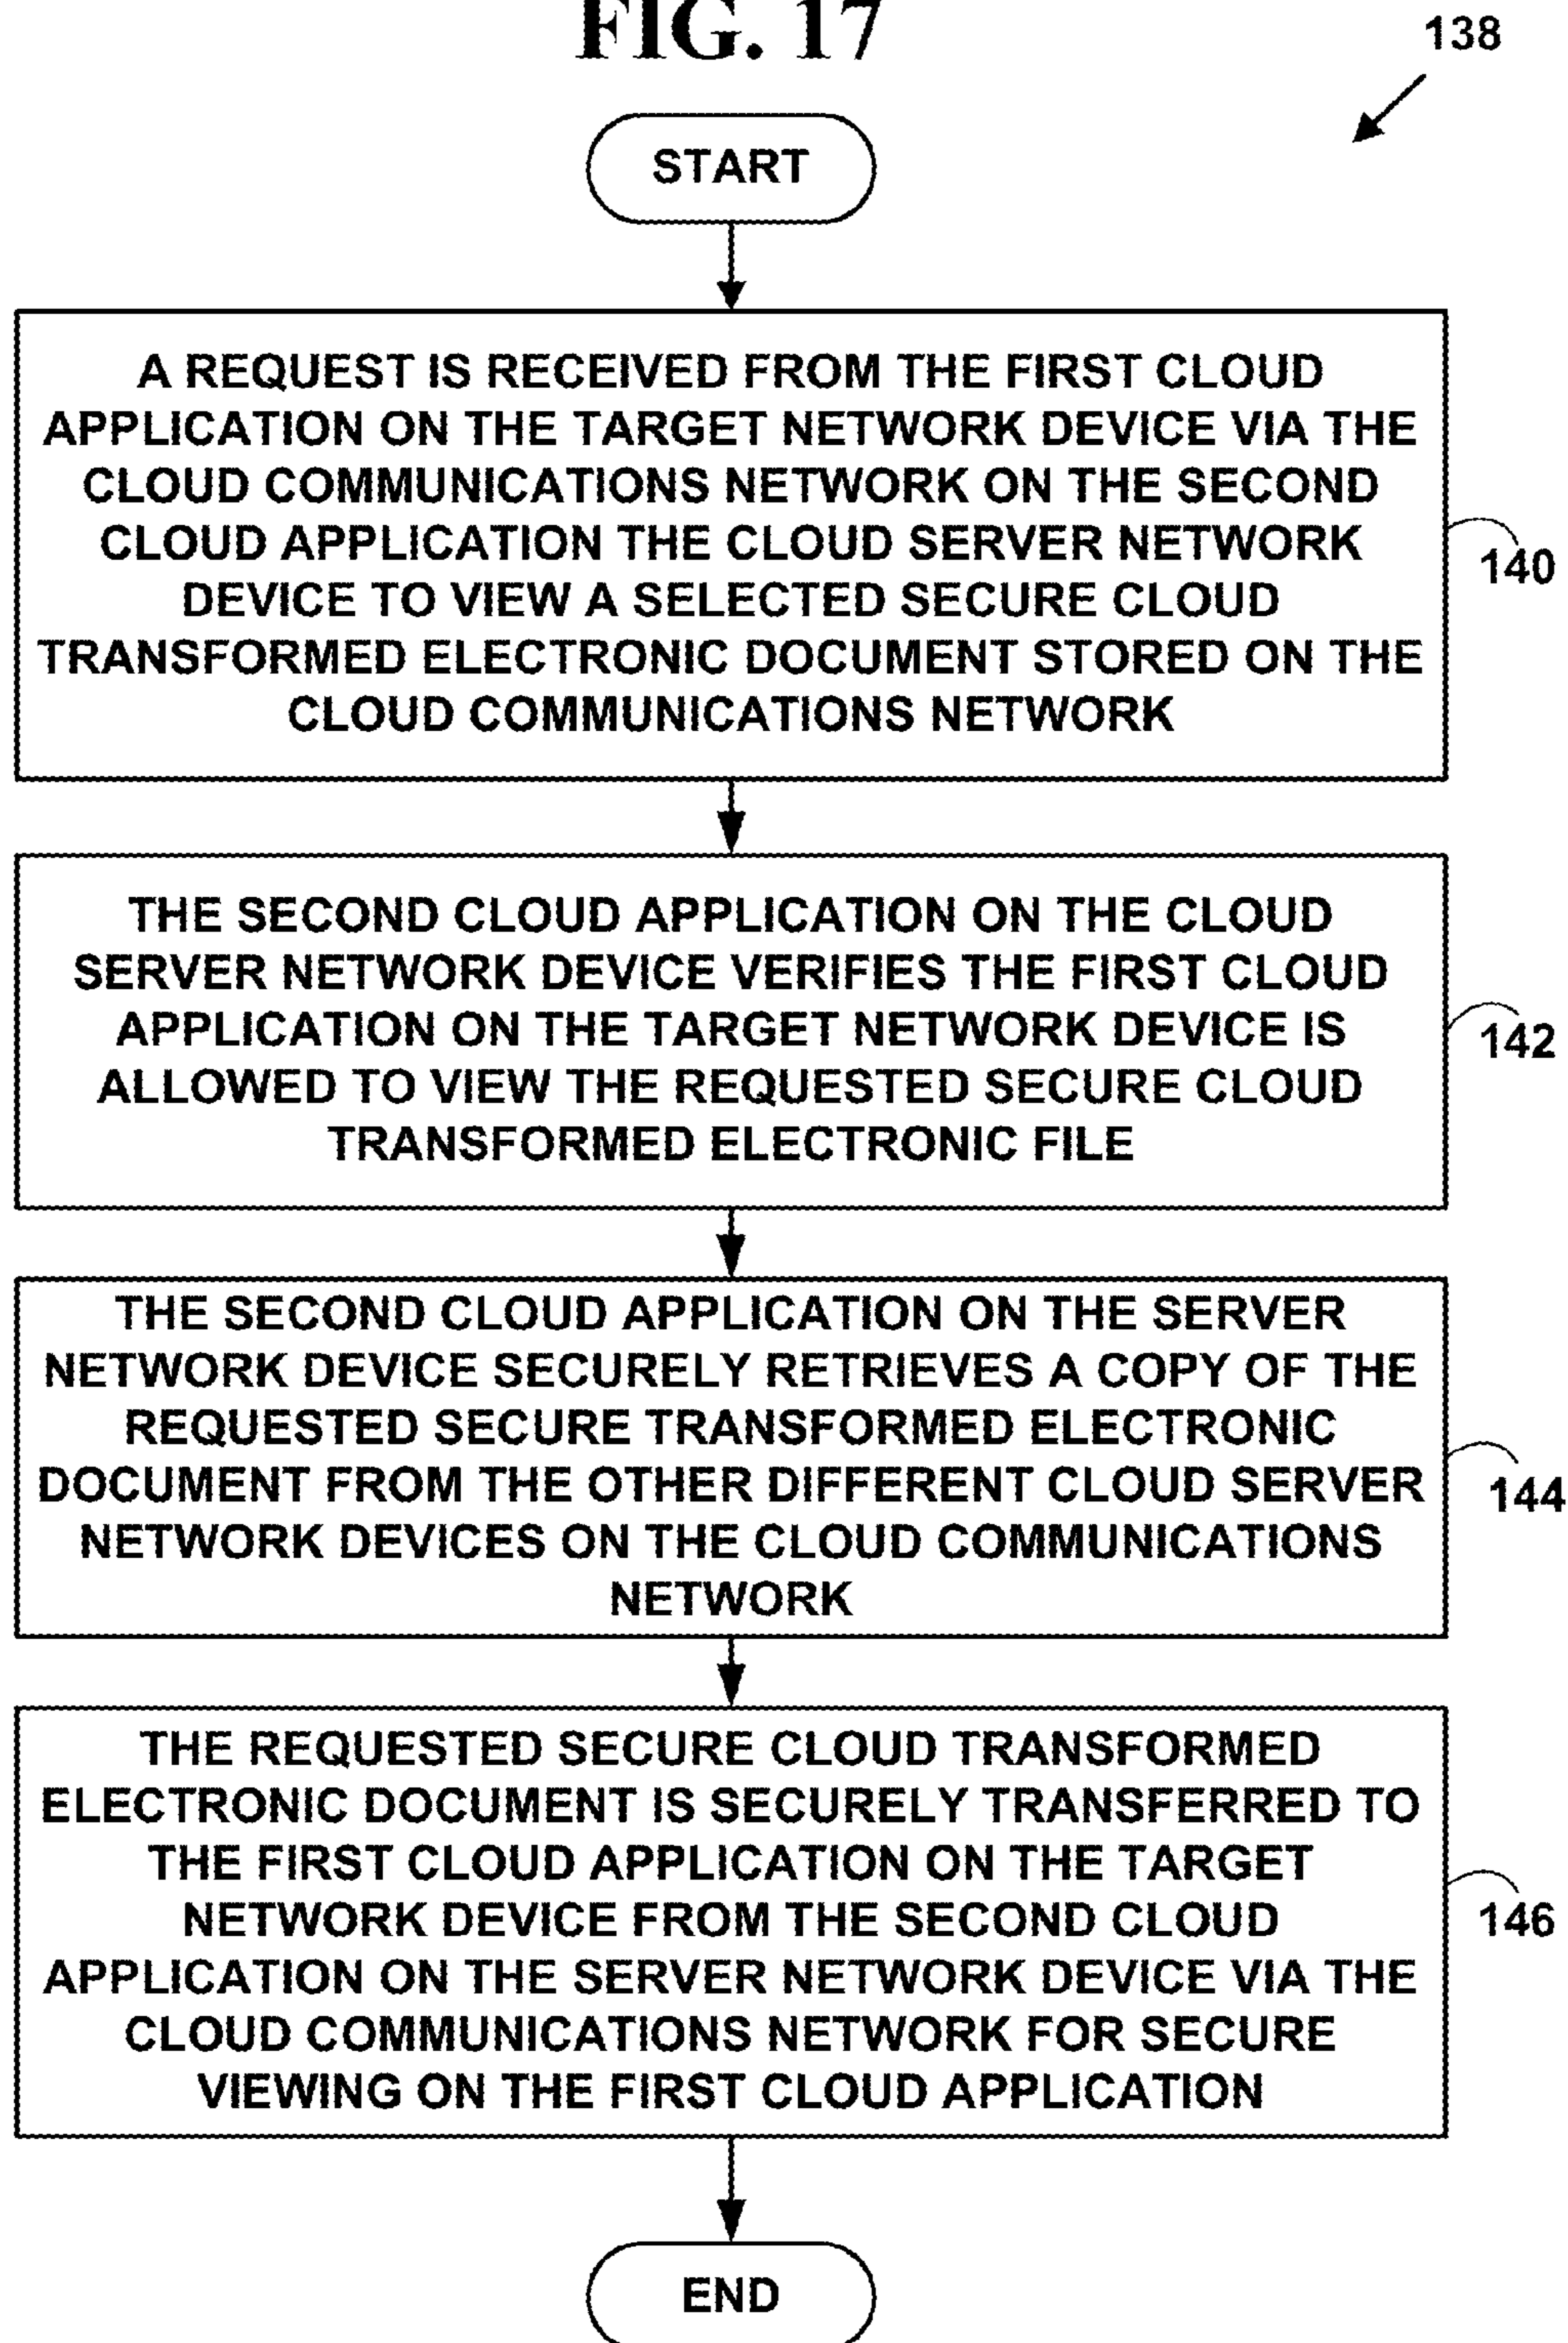 FIG. 17
138
START
A REQUEST IS RECEIVED FROM THE FIRST CLOUD
APPLICATION ON THE TARGET NETWORK DEVICE VIA THE
CLOUD COMMUNICATIONS NETWORK ON THE SECOND
CLOUD APPLICATION THE CLOUD SERVER NETWORK
DEVICE TO VIEW A SELECTED SECURE CLOUD
TRANSFORMED ELECTRONIC DOCUMENT STORED ON THE
CLOUD COMMUNICATIONS NETWORK
140
THE SECOND CLOUD APPLICATION ON THE CLOUD
SERVER NETWORK DEVICE VERIFIES THE FIRST CLOUD
APPLICATION ON THE TARGET NETWORK DEVICE IS
ALLOWED TO VIEW THE REQUESTED SECURE CLOUD
TRANSFORMED ELECTRONIC FILE
142
THE SECOND CLOUD APPLICATION ON THE SERVER
NETWORK DEVICE SECURELY RETRIEVES A COPY OF THE
REQUESTED SECURE TRANSFORMED ELECTRONIC
DOCUMENT FROM THE OTHER DIFFERENT CLOUD SERVER
NETWORK DEVICES ON THE CLOUD COMMUNICATIONS
NETWORK
144
THE REQUESTED SECURE CLOUD TRANSFORMED
ELECTRONIC DOCUMENT IS SECURELY TRANSFERRED TO
THE FIRST CLOUD APPLICATION ON THE TARGET
NETWORK DEVICE FROM THE SECOND CLOUD
APPLICATION ON THE SERVER NETWORK DEVICE VIA THE
CLOUD COMMUNICATIONS NETWORK FOR SECURE
VIEWING ON THE FIRST CLOUD APPLICATION
146
END